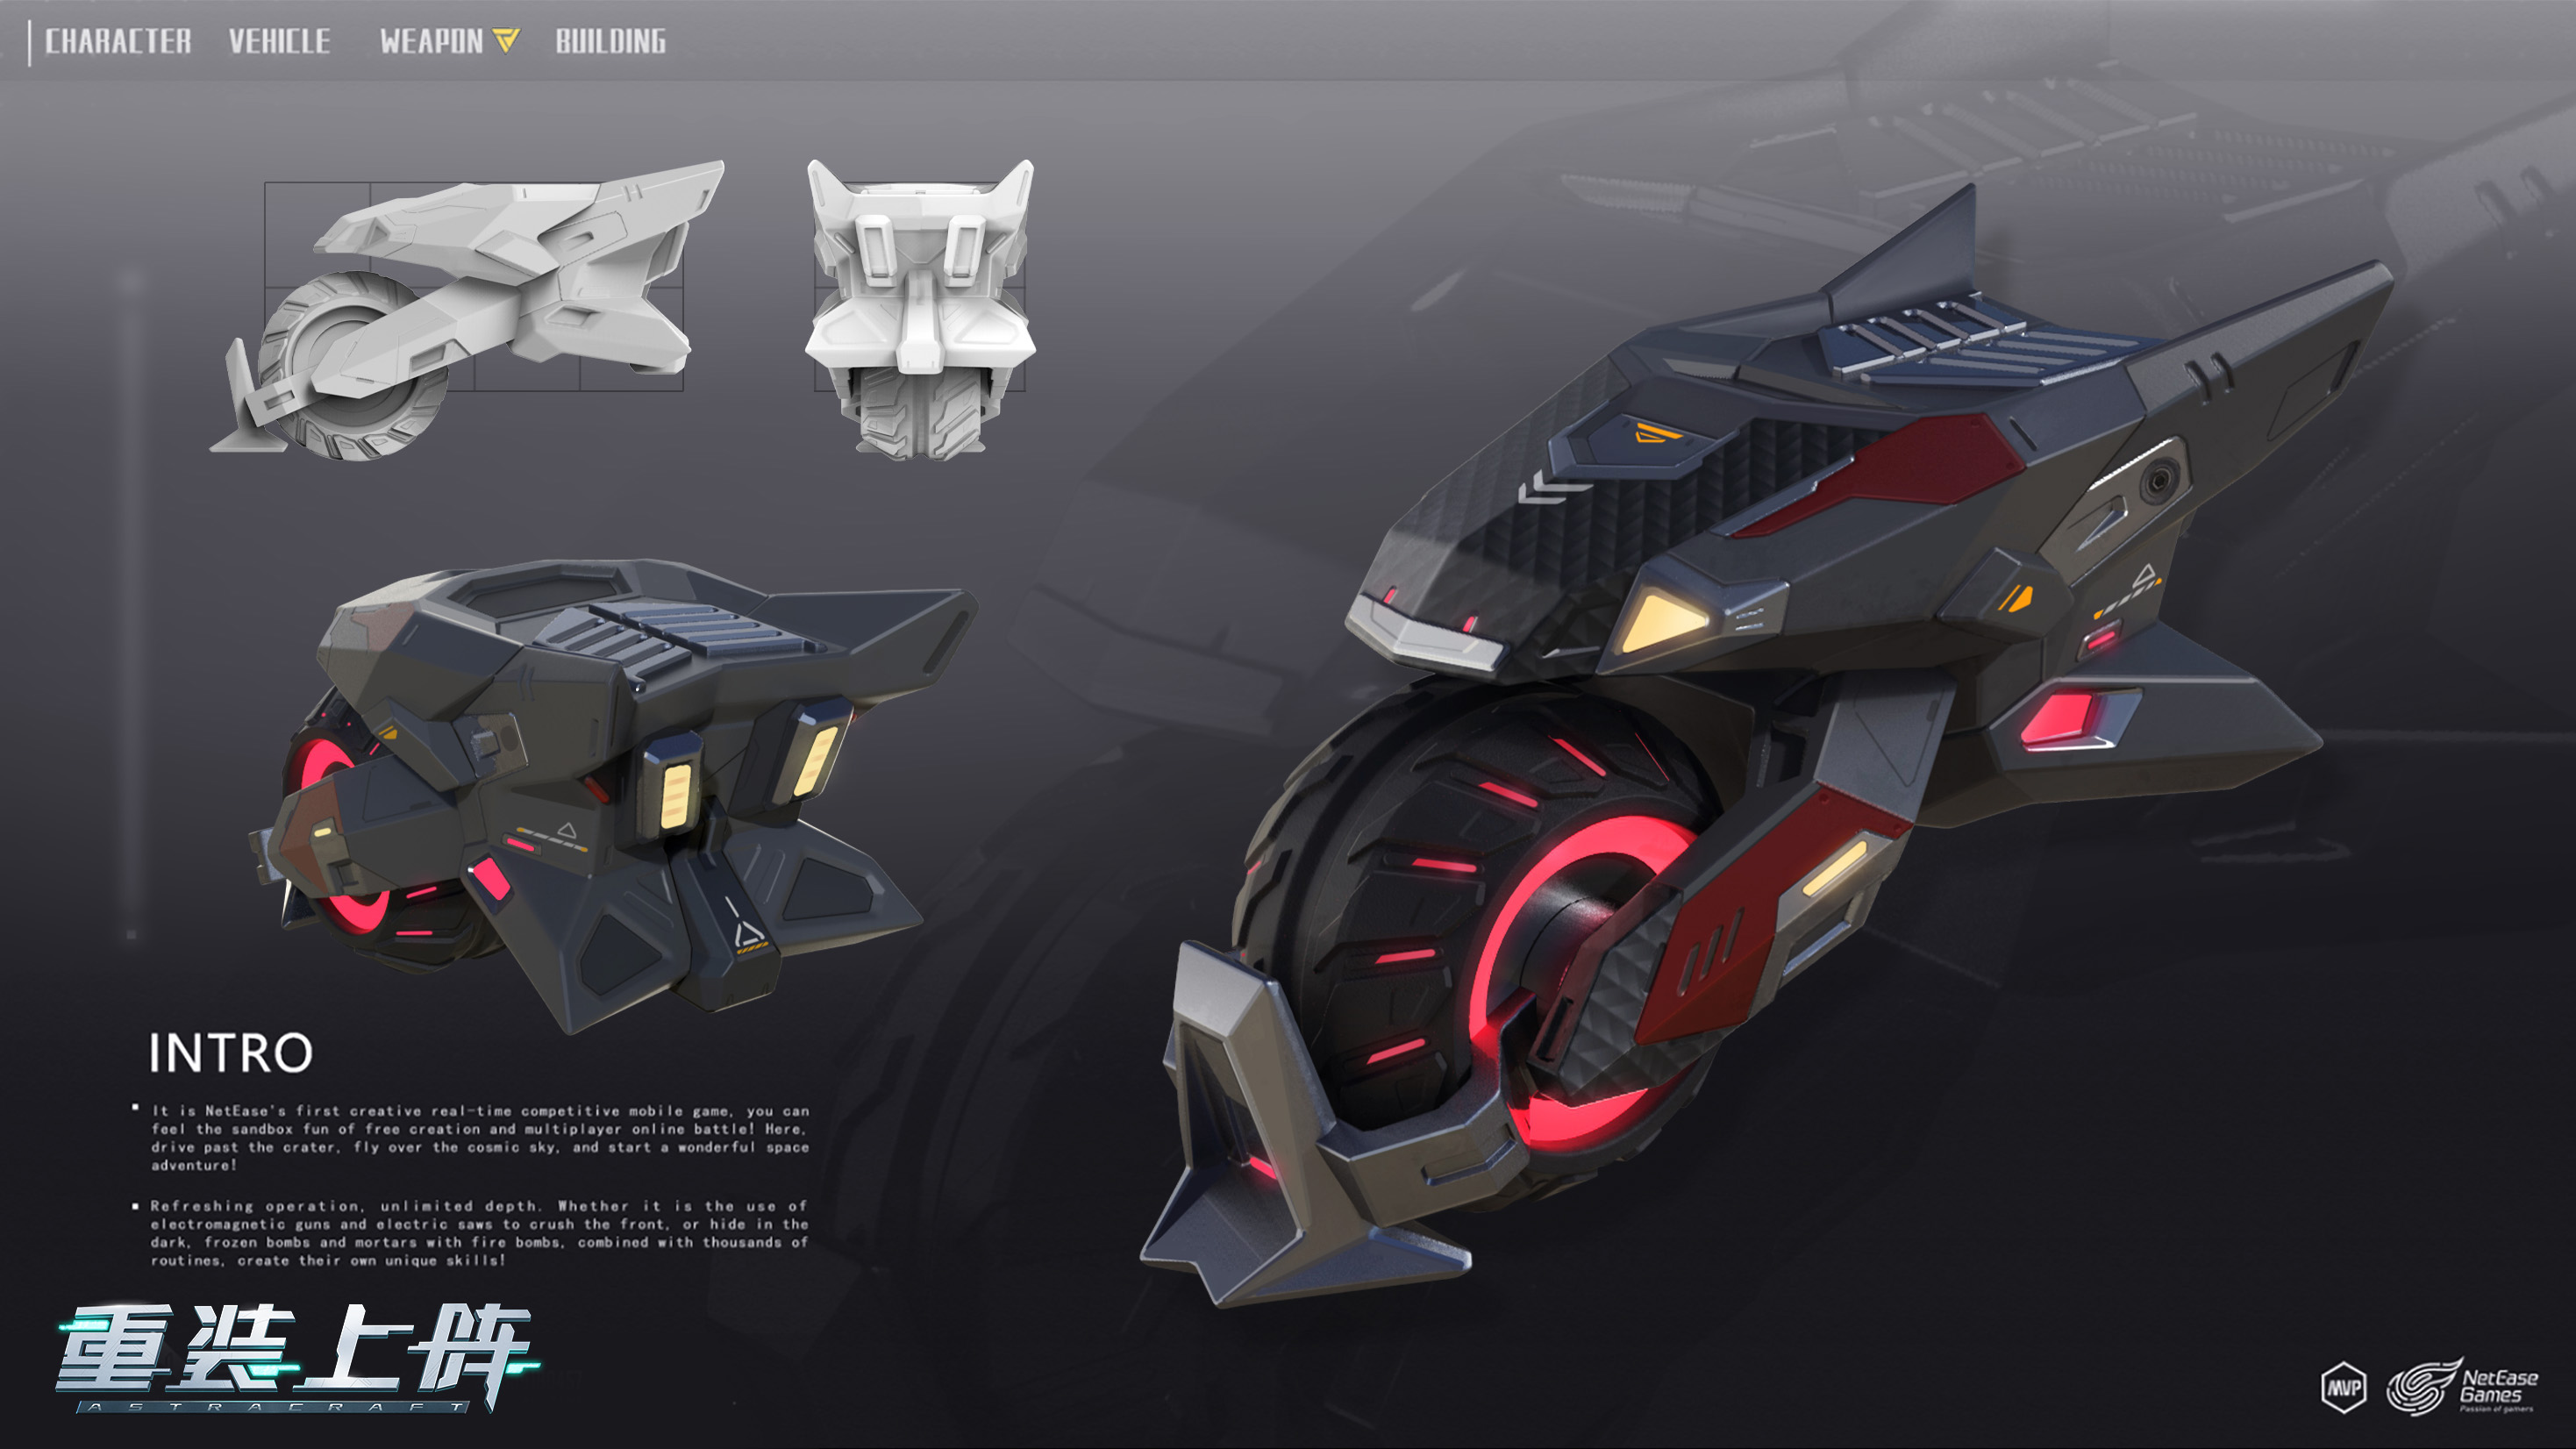 CHARACTER VEHICLE WEAPON BUILDING
INTRO
It is NetEase's first creative real-time competitive mobile game, you can
feel the sandbox fun of free creation and multiplayer online battle! Here,
drive past the crater, fly over the cosmic sky, and start a wonderful space
adventure!
Refreshing operation, unlimited depth. Whether it is the use of
electromagnetic guns and electric saws to crush the front, or hide in the
dark, frozen bombs and mortars with fire bombs, combined with thousands of
routines, create their own unique skills!
重装上阵
ASTRACRAFT
MVP
NetEase
Games
Passion of gamers